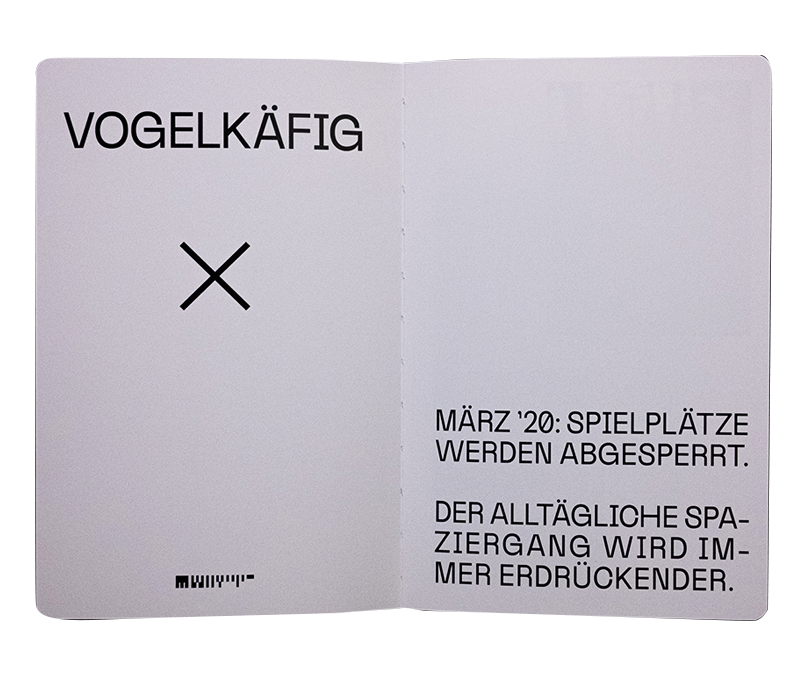 VOGELKÄFIG
MÄRZ '20: SPIELPLÄTZE
WERDEN ABGESPERRT.
DER ALLTÄGLICHE SPA-
ZIERGANG WIRD IM-
MER ERDRÜCKENDER.